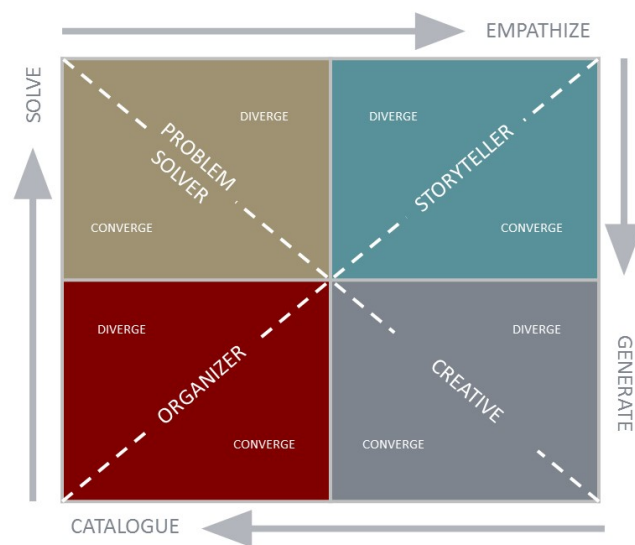 EMPATHIZE
SOLVE
DIVERGE
DIVERGE
PROBLEM
SOLVER
STORYTELLER
CONVERGE
CONVERGE
DIVERGE
DIVERGE
ORGANIZER
CREATIVE
GENERATE
CONVERGE
CONVERGE
CATALOGUE